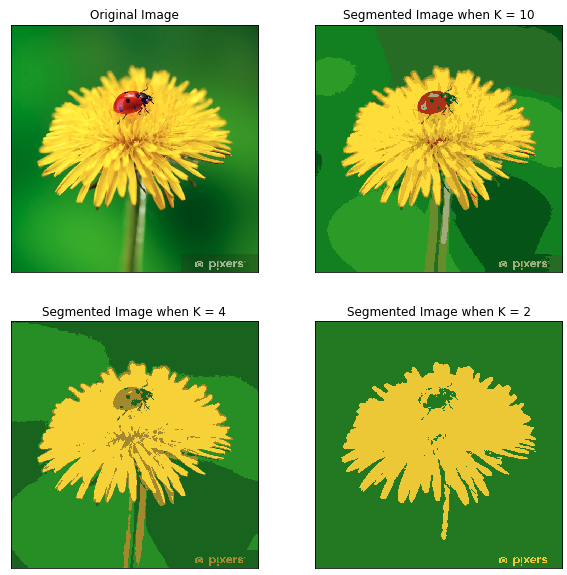 Original Image
Segmented Image when K = 10
pixers
pixers
Segmented Image when K = 4
Segmented Image when K = 2
pixers
pixers